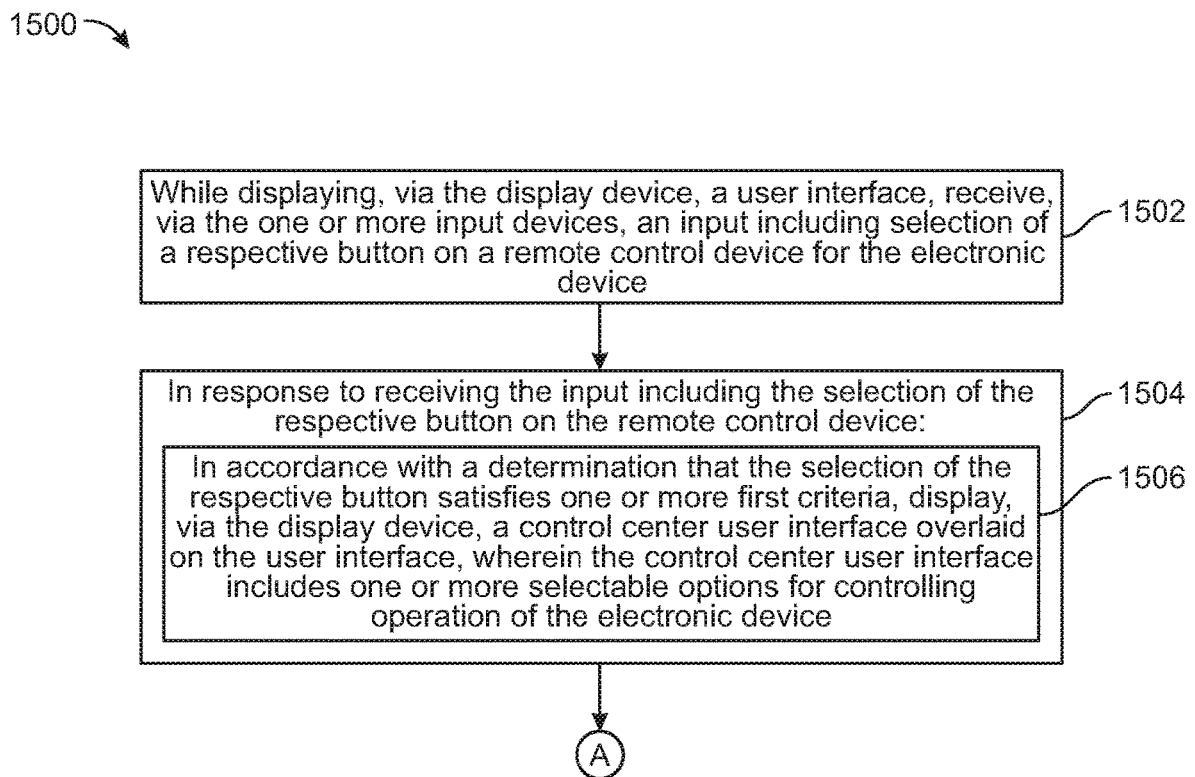 1500
While displaying, via the display device, a user interface, receive,
via the one or more input devices, an input including selection of
a respective button on a remote control device for the electronic
device
1502
In response to receiving the input including the selection of the
respective button on the remote control device:
1504
In accordance with a determination that the selection of the
respective button satisfies one or more first criteria, display,
via the display device, a control center user interface overlaid
on the user interface, wherein the control center user interface
includes one or more selectable options for controlling
operation of the electronic device
1506
A